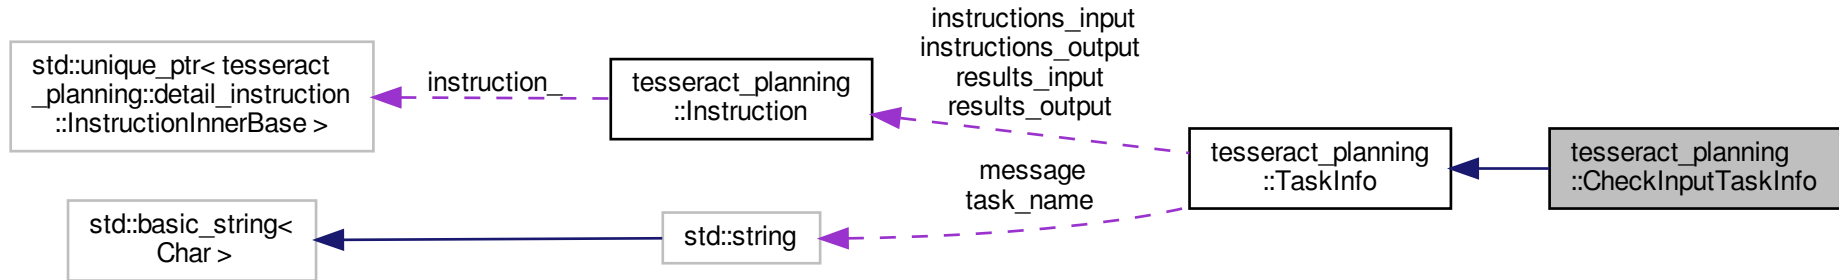 std::unique_ptr< tesseract
_planning::detail_instruction
::InstructionInnerBase >
instruction_
tesseract_planning
::Instruction
instructions_input
instructions_output
results_input
results_output
tesseract_planning
::TaskInfo
tesseract_planning
::CheckInputTaskInfo
message
task_name
std::string
std::basic_string<
Char >